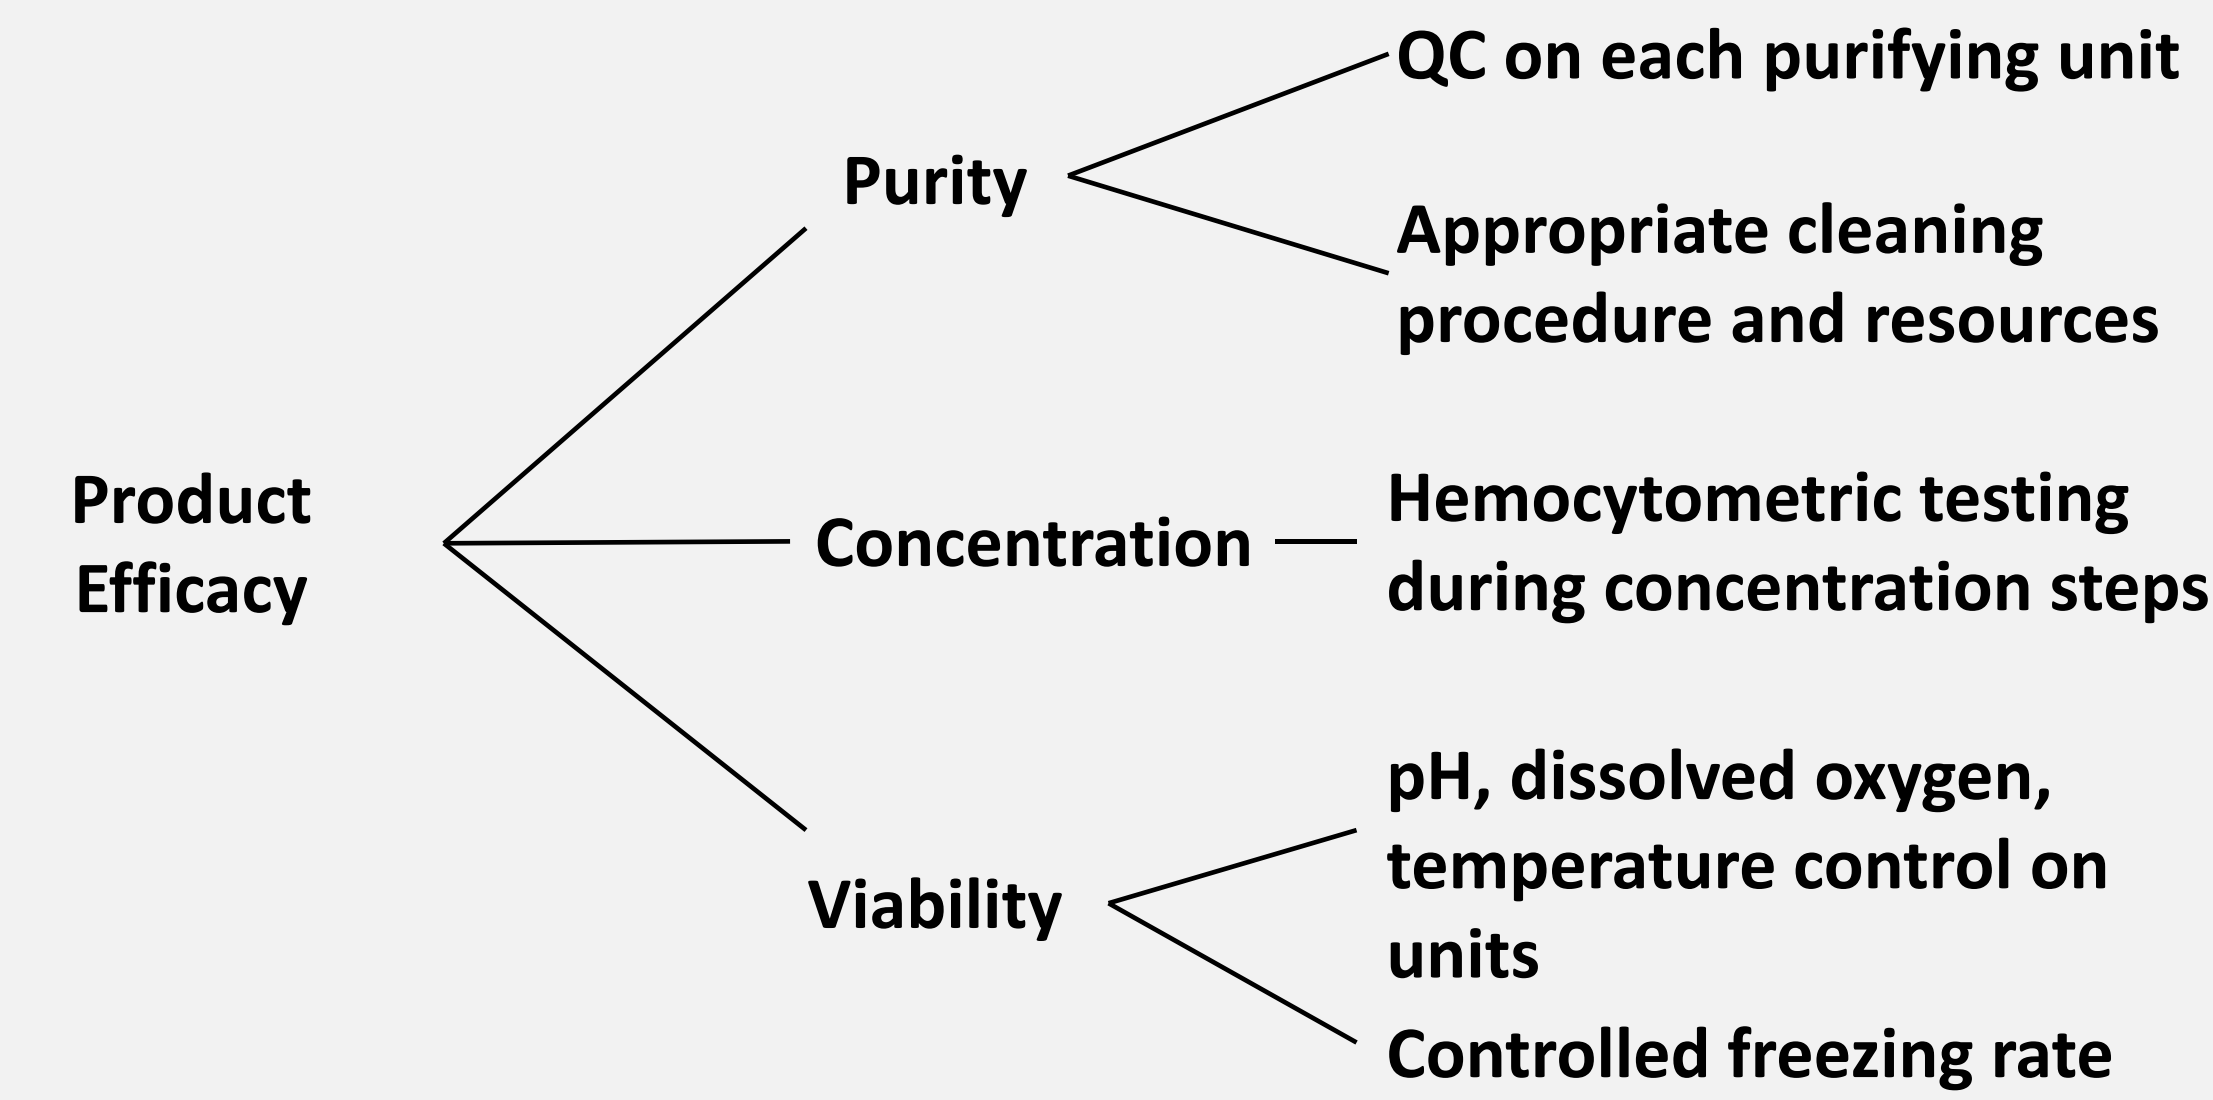 QC on each purifying unit
Purity
Appropriate cleaning
procedure and resources
Product
Efficacy
Concentration
Hemocytometric testing
during concentration steps
pH, dissolved oxygen,
temperature control on
units
Viability
Controlled freezing rate